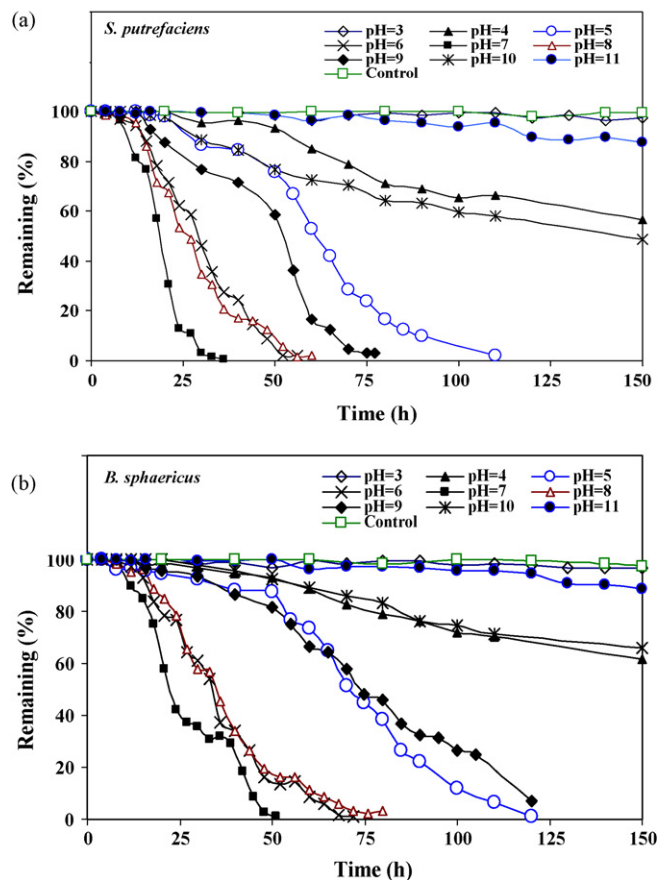 (a)
S. putrefaciens
pH=3 pH=4 pH=5
pH=6 pH=7 pH=8
pH=9 pH=10 pH=11
Control
120
100
80
60
40
20
0
Remaining (%)
0 25 50 75 100 125 150
Time (h)
(b)
B. sphaericus
pH=3 pH=4 pH=5
pH=6 pH=7 pH=8
pH=9 pH=10 pH=11
Control
120
100
80
60
40
20
0
Remaining (%)
0 25 50 75 100 125 150
Time (h)